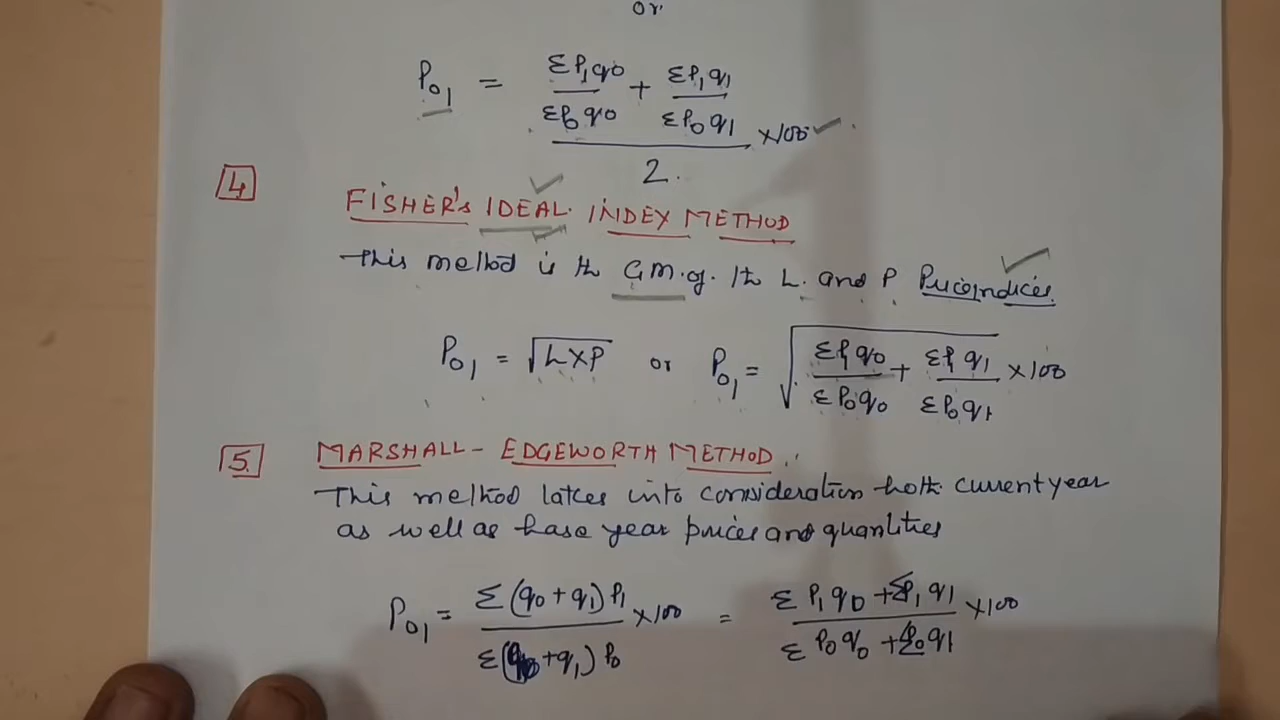 or
P₀₁ = (Σp₁q₀ / Σp₀q₀ + Σp₁q₁ / Σp₀q₁) / 2 ×100
4 FISHER's IDEAL INDEX METHOD
This method is the G.M. of the L. and P Price Indices.
P₀₁ = √(L×P) or P₀₁ = √(Σp₁q₀ / Σp₀q₀ + Σp₁q₁ / Σp₀q₁) ×100
5. MARSHALL - EDGEWORTH METHOD.
This method takes into consideration both current year
as well as base year prices and quantities
P₀₁ = Σ(q₀+q₁)p₁ / Σ(q₀+q₁)p₀ ×100 = (Σp₁q₀ + Σp₁q₁) / (Σp₀q₀ + Σp₀q₁) ×100